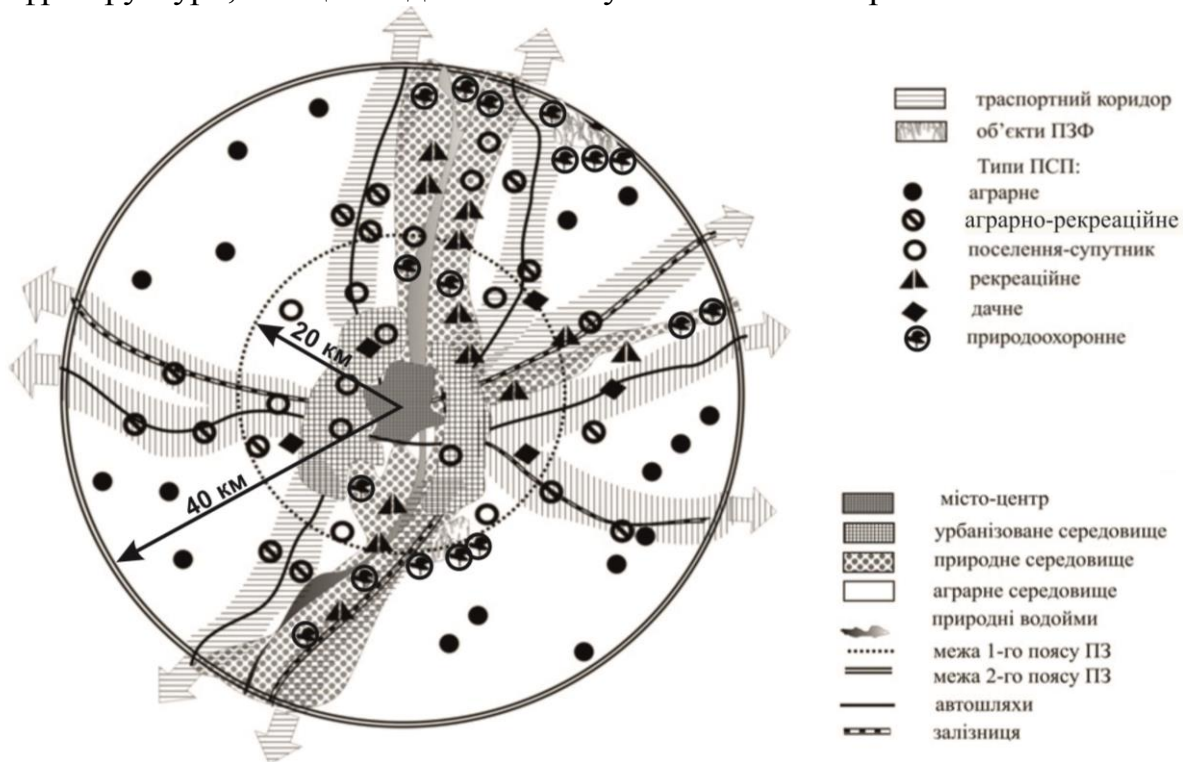 20 км
40 км
траспортний коридор
об’єкти ПЗФ
Типи ПСП:
аграрне
аграрно-рекреаційне
поселення-супутник
рекреаційне
дачне
природоохоронне
місто-центр
урбанізоване середовище
природне середовище
аграрне середовище
природні водойми
межа 1-го поясу ПЗ
межа 2-го поясу ПЗ
автошляхи
залізниця